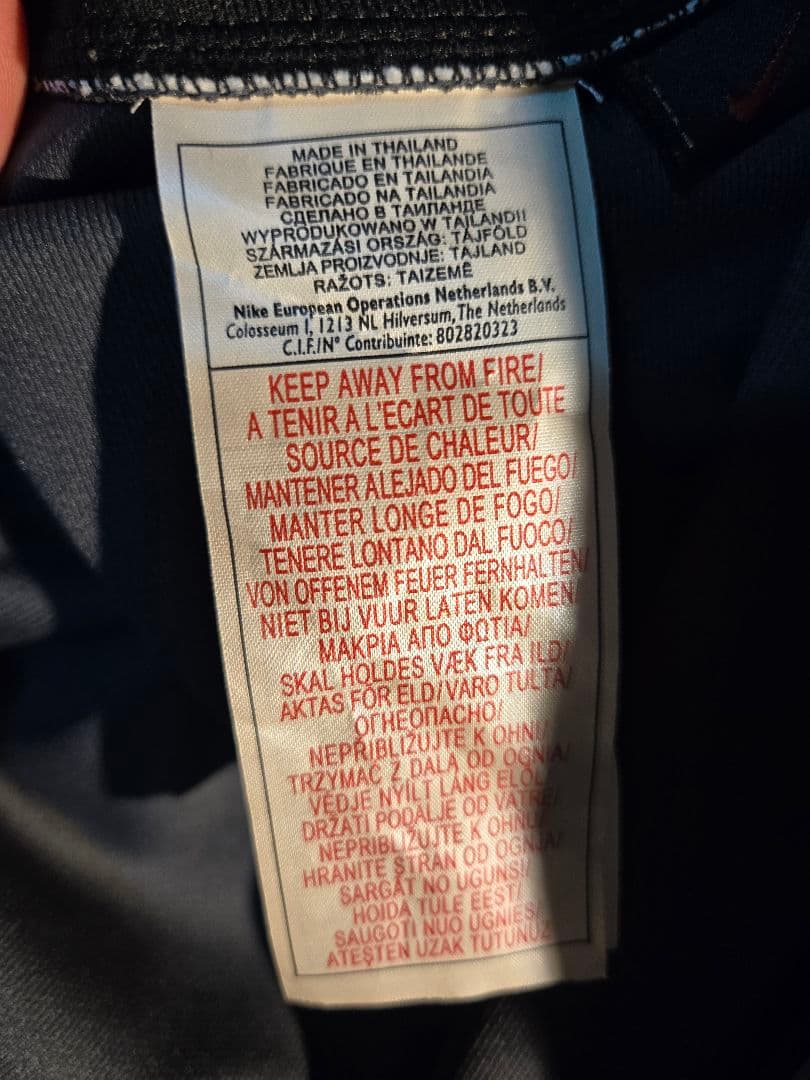 MADE IN THAILAND
FABRIQUE EN THAILANDE
FABRICADO EN TAILANDIA
FABRICADO NA TAILANDIA
СДЕЛАНО В ТАИЛАНДЕ
WYPRODUKOWANO W TAJLANDII
SZÁRMAZÁSI ORSZÁG: TÁJFÖLD
ZEMLJA PROIZVODNJE: TAJLAND
RAŽOTS: TAIZEMĒ
Nike European Operations Netherlands B.V.
Colosseum 1, 1213 NL Hilversum, The Netherlands
C.I.F./N° Contribuinte: 802820323
KEEP AWAY FROM FIRE/
A TENIR A L'ECART DE TOUTE
SOURCE DE CHALEUR/
MANTENER ALEJADO DEL FUEGO/
MANTER LONGE DE FOGO/
TENERE LONTANO DAL FUOCO/
VON OFFENEM FEUER FERNHALTEN/
NIET BIJ VUUR LATEN KOMEN/
ΜΑΚΡΙΑ ΑΠΟ ΦΩΤΙΑ/
SKAL HOLDES VÆK FRA ILD/
AKTAS FÖR ELD/VARO TULTA/
ОГНЕОПАСНО/
NEPŘIBLIŽUJTE K OHNI/
TRZYMAĆ Z DALA OD OGNIA/
VÉDJE NYÍLT LÁNG ELŐL/
DRŽATI PODALJE OD VATRE/
NEPRIBLIŽUJTE K OHŇU/
HRANITE STRAN OD OGNJA/
SARGĀT NO UGUNS/
HOIDA TULE EEST/
SAUGOTI NUO UGNIES/
ATEŞTEN UZAK TUTUNUZ